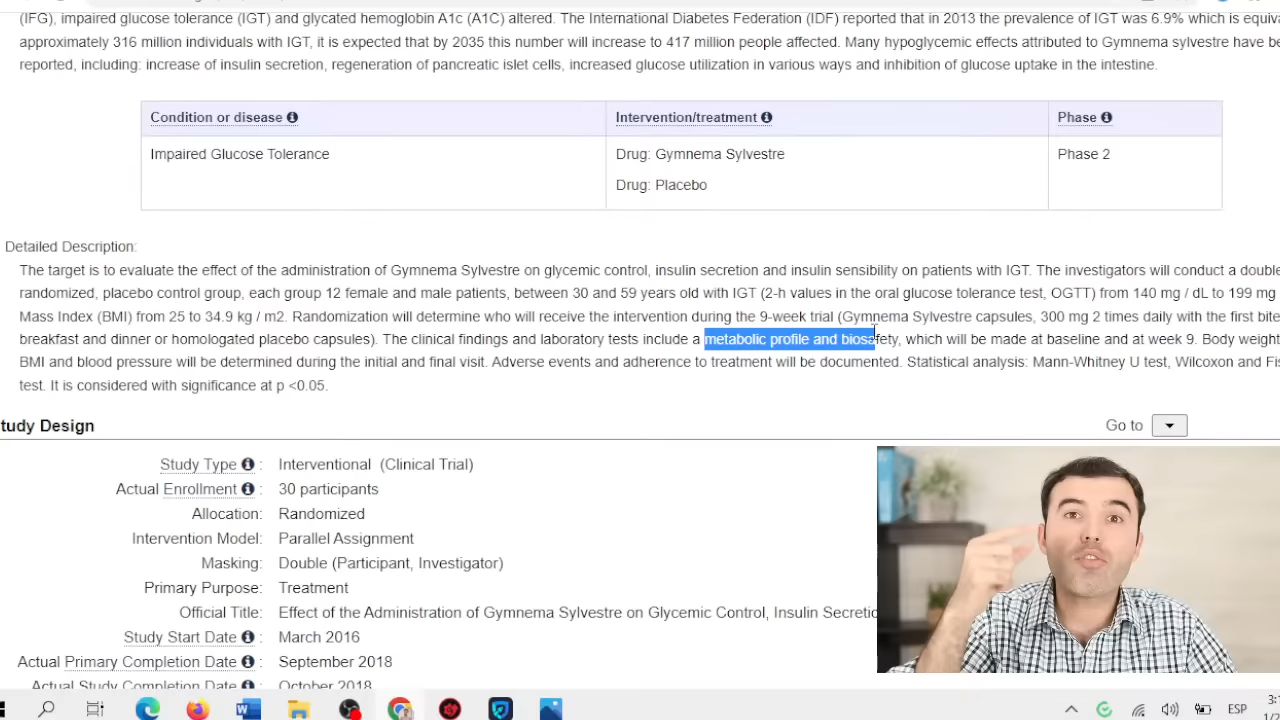 (IFG), impaired glucose tolerance (IGT) and glycated hemoglobin A1c (A1C) altered. The International Diabetes Federation (IDF) reported that in 2013 the prevalence of IGT was 6.9% which is
approximately 316 million individuals with IGT, it is expected that by 2035 this number will increase to 417 million people affected. Many hypoglycemic effects attributed to Gymnema sylvestre have
reported, including: increase of insulin secretion, regeneration of pancreatic islet cells, increased glucose utilization in various ways and inhibition of glucose uptake in the intestine.
Condition or disease Intervention/treatment Phase
Impaired Glucose Tolerance Drug: Gymnema Sylvestre Phase 2
Drug: Placebo
Detailed Description:
The target is to evaluate the effect of the administration of Gymnema Sylvestre on glycemic control, insulin secretion and insulin sensibility on patients with IGT. The investigators will conduct a
randomized, placebo control group, each group 12 female and male patients, between 30 and 59 years old with IGT (2-h values in the oral glucose tolerance test, OGTT) from 140 mg / dL to 199 mg
Mass Index (BMI) from 25 to 34.9 kg / m2. Randomization will determine who will receive the intervention during the 9-week trial (Gymnema Sylvestre capsules, 300 mg 2 times daily with the first bite
breakfast and dinner or homologated placebo capsules). The clinical findings and laboratory tests include a metabolic profile and biosafety, which will be made at baseline and at week 9. Body weight
BMI and blood pressure will be determined during the initial and final visit. Adverse events and adherence to treatment will be documented. Statistical analysis: Mann-Whitney U test, Wilcoxon and
test. It is considered with significance at p <0.05.
tudy Design Go to
Study Type : Interventional (Clinical Trial)
Actual Enrollment : 30 participants
Allocation: Randomized
Intervention Model: Parallel Assignment
Masking: Double (Participant, Investigator)
Primary Purpose: Treatment
Official Title: Effect of the Administration of Gymnema Sylvestre on Glycemic Control, Insulin
Study Start Date : March 2016
Actual Primary Completion Date : September 2018
Actual Study Completion Date : October 2018
ESP